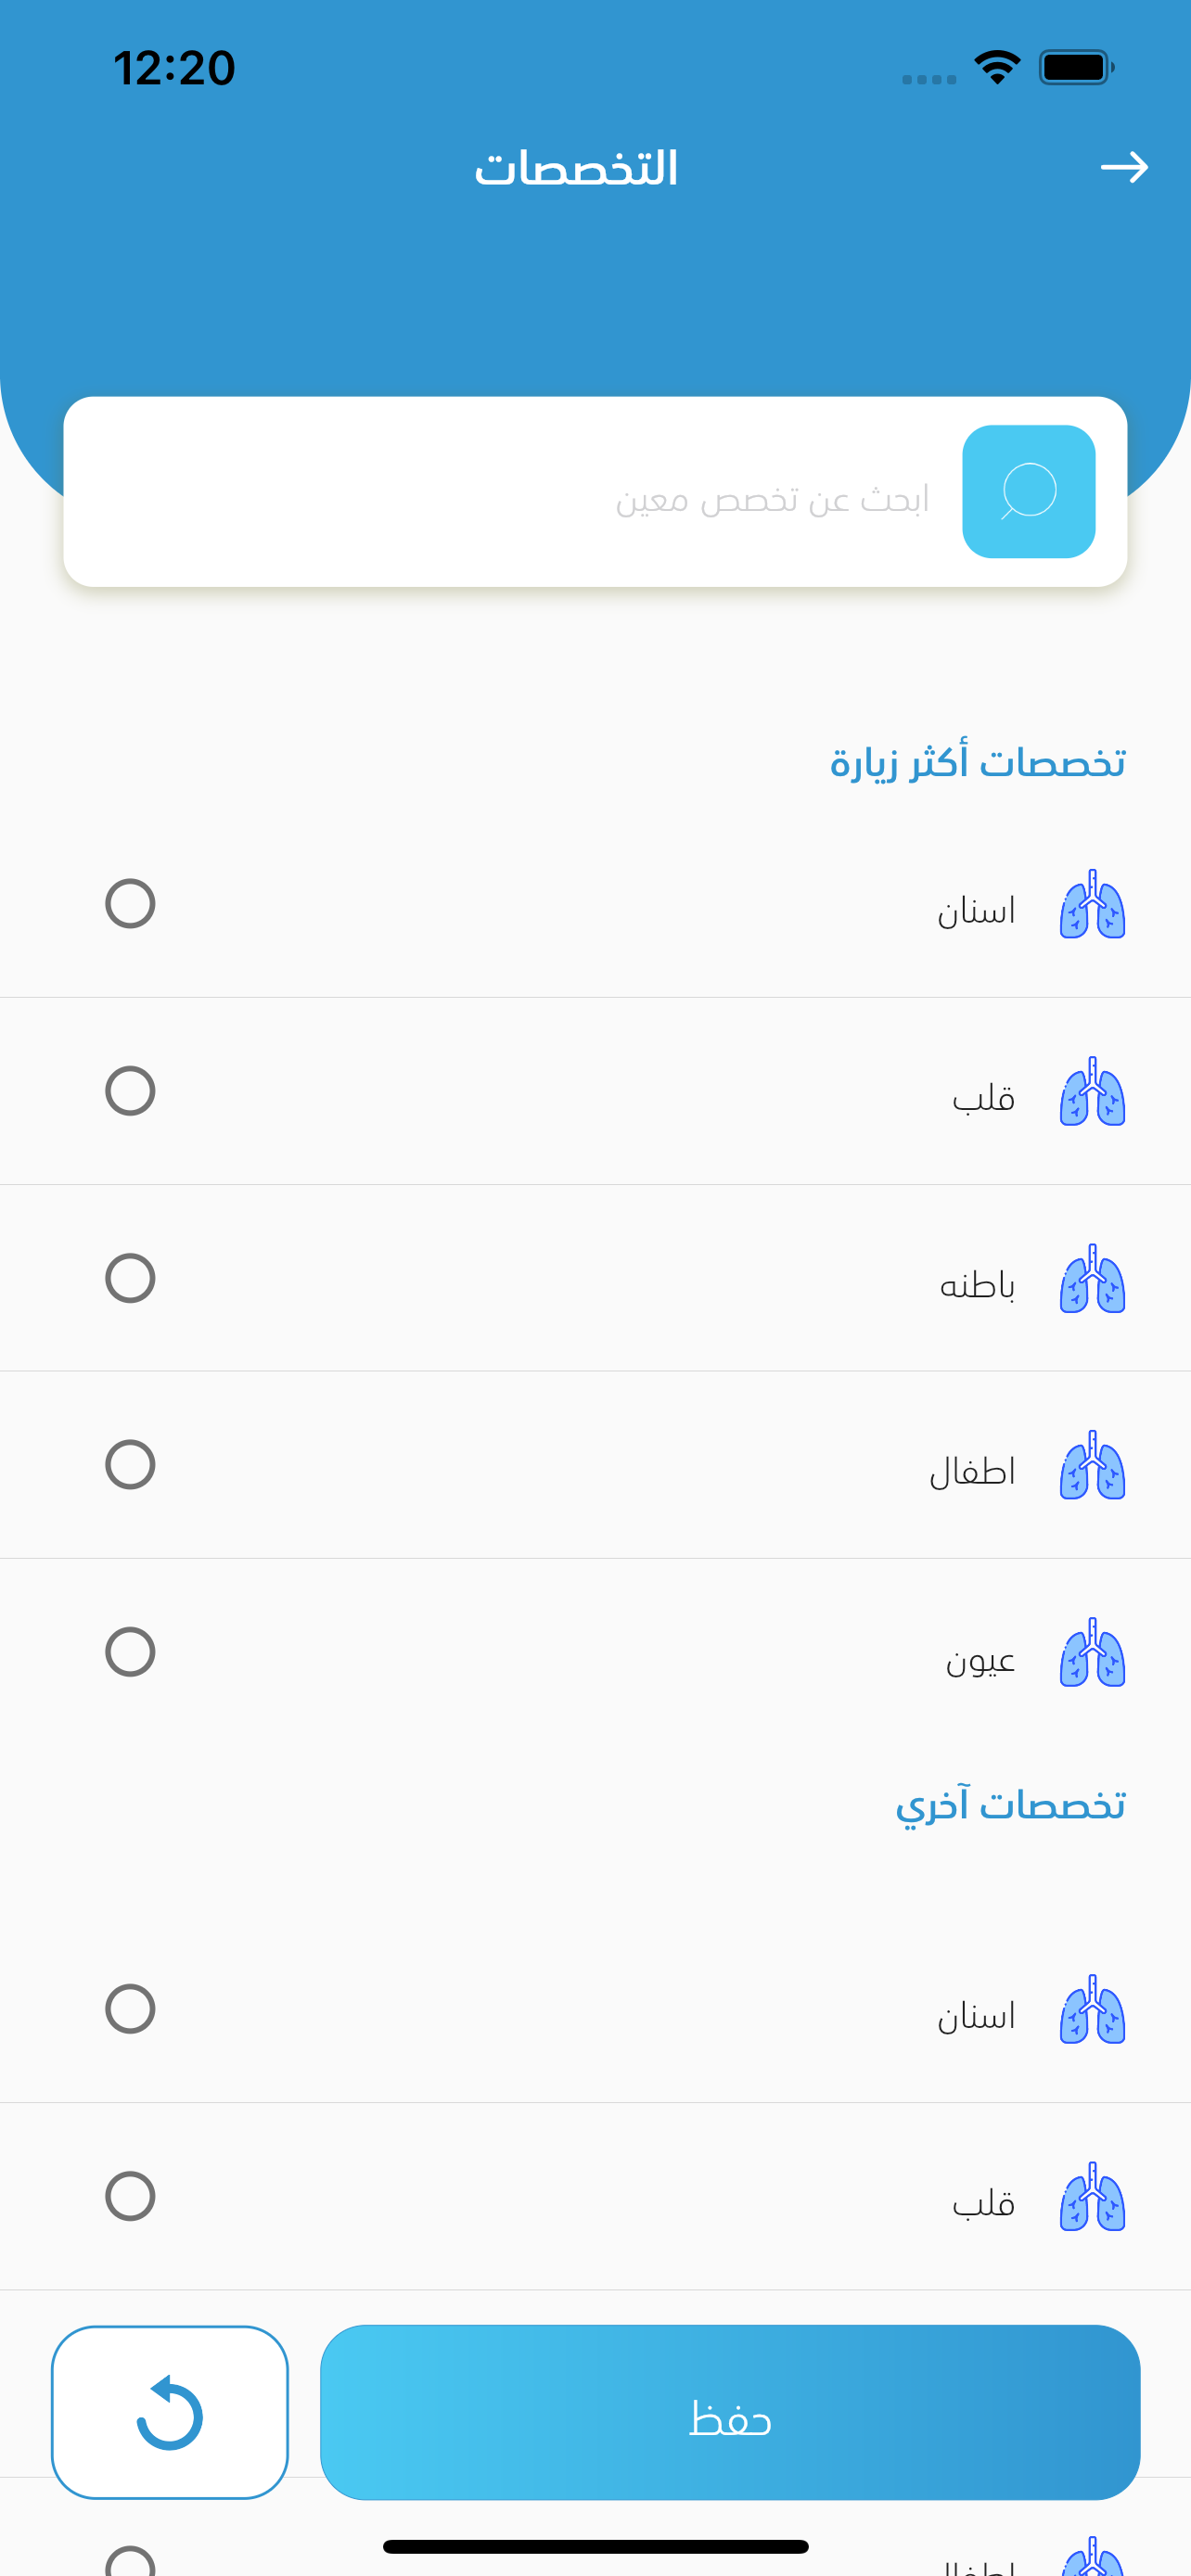 12:20
التخصصات
ابحث عن تخصص معين
تخصصات أكثر زيارة
اسنان
قلب
باطنه
اطفال
عيون
تخصصات آخري
اسنان
قلب
حفظ
اطفال